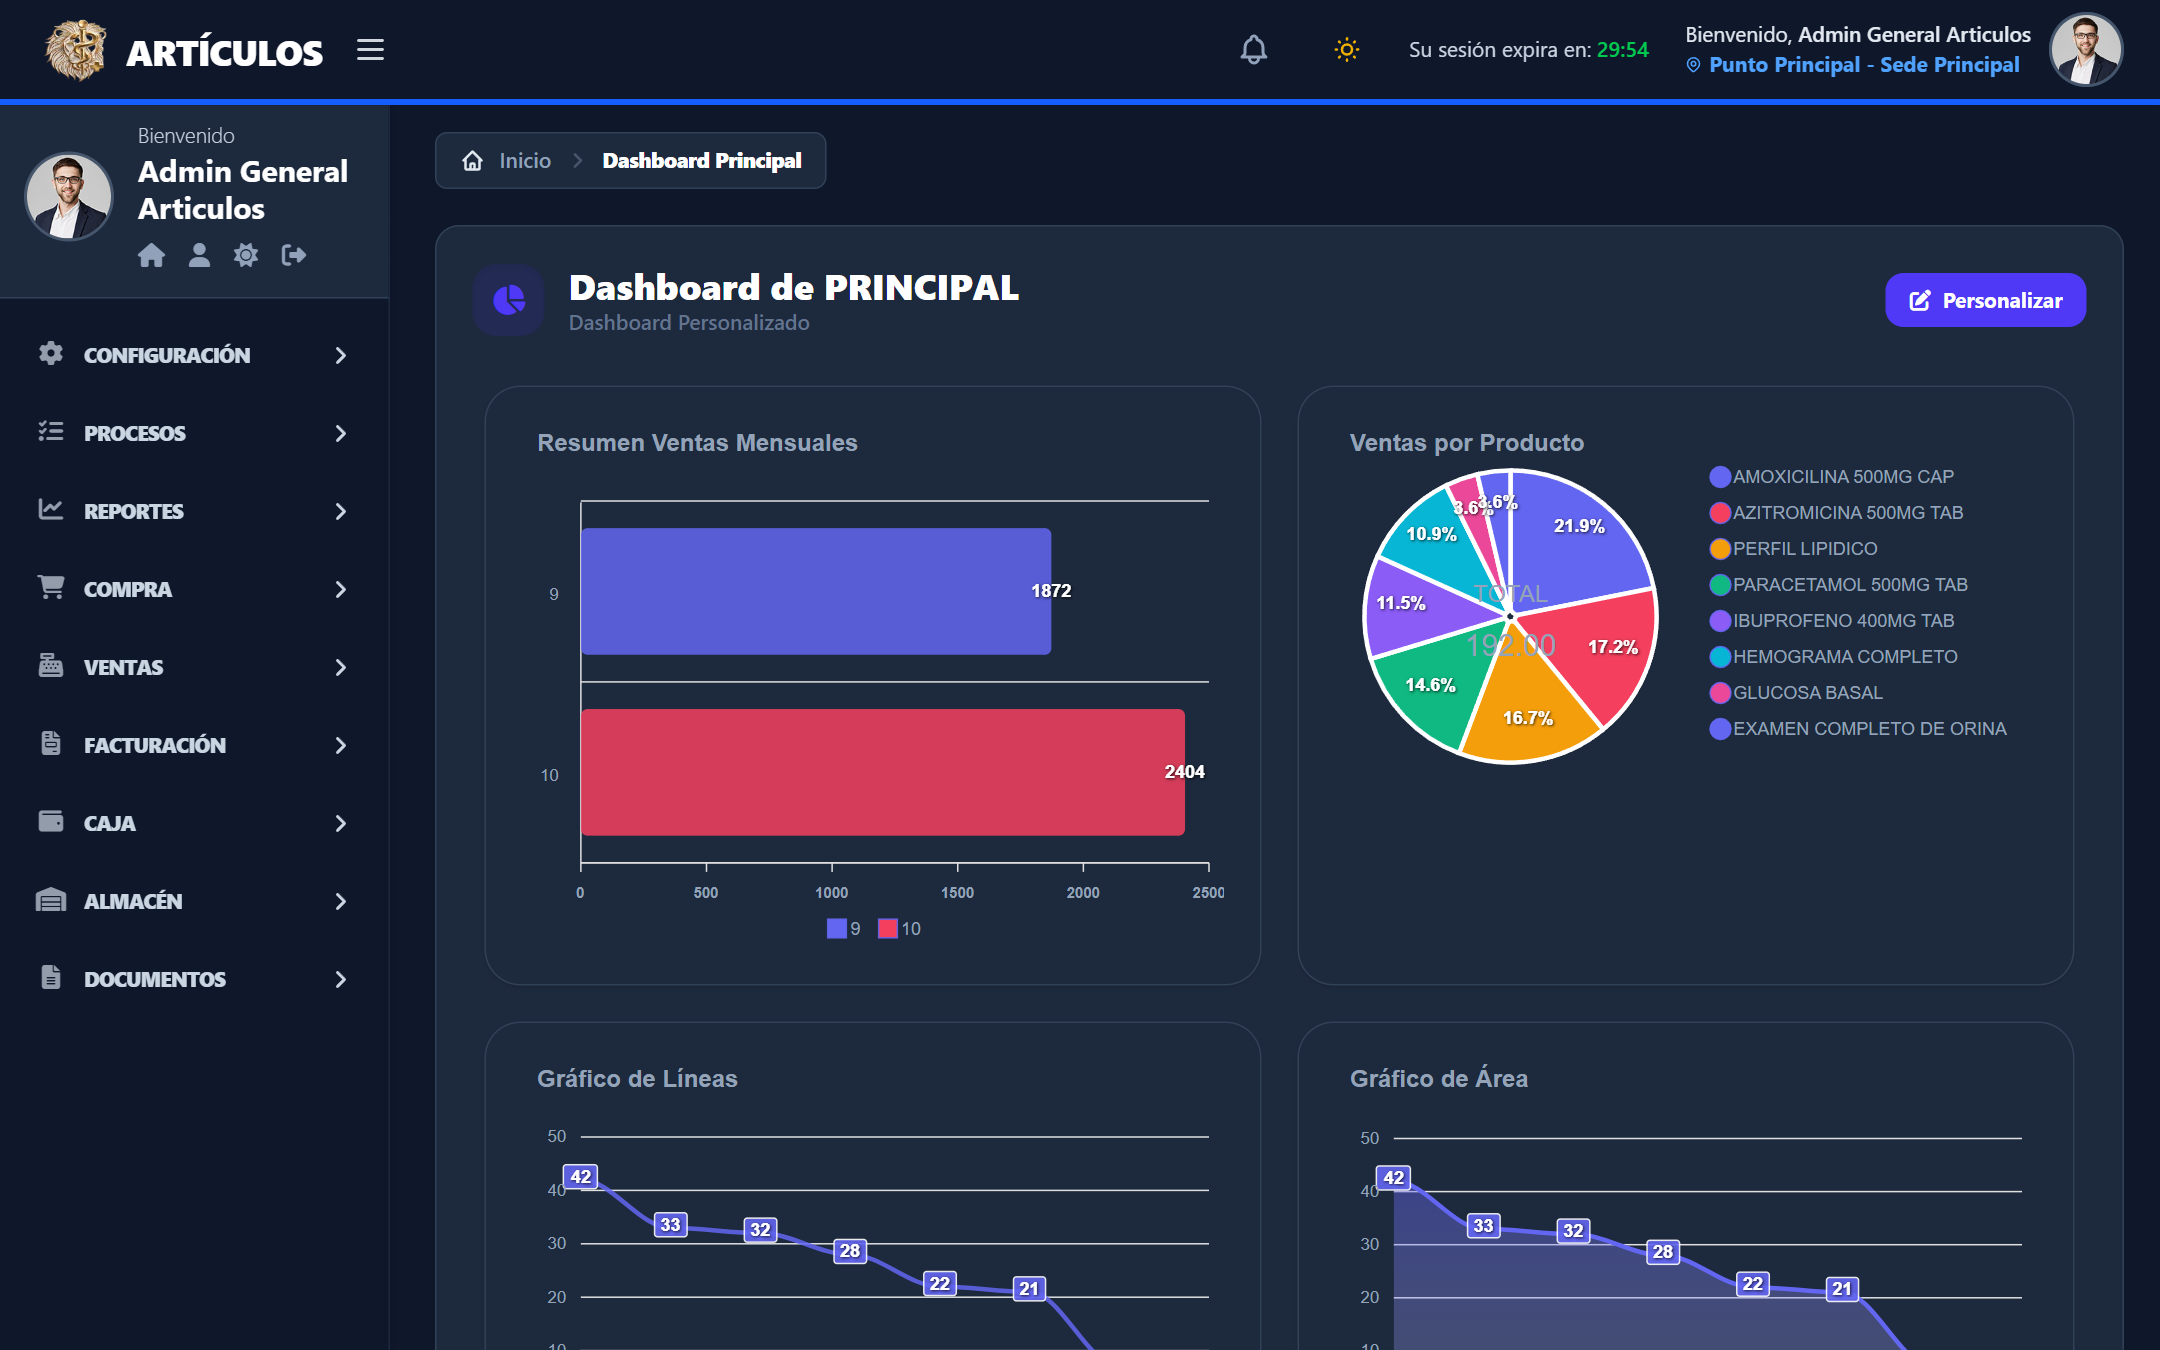 ARTÍCULOS
Su sesión expira en: 29:54
Bienvenido, Admin General Articulos
Punto Principal - Sede Principal
Bienvenido
Admin General
Articulos
CONFIGURACIÓN
PROCESOS
REPORTES
COMPRA
VENTAS
FACTURACIÓN
CAJA
ALMACÉN
DOCUMENTOS
Inicio
Dashboard Principal
Dashboard de PRINCIPAL
Dashboard Personalizado
Personalizar
Resumen Ventas Mensuales
9
1872
10
2404
0 500 1000 1500 2000 2500
9 10
Ventas por Producto
21.9%
17.2%
16.7%
14.6%
11.5%
10.9%
3.6%
3.6%
TOTAL
192.00
AMOXICILINA 500MG CAP
AZITROMICINA 500MG TAB
PERFIL LIPIDICO
PARACETAMOL 500MG TAB
IBUPROFENO 400MG TAB
HEMOGRAMA COMPLETO
GLUCOSA BASAL
EXAMEN COMPLETO DE ORINA
Gráfico de Líneas
50
40
30
20
10
42 33 32 28 22 21
Gráfico de Área
50
40
30
20
10
42 33 32 28 22 21